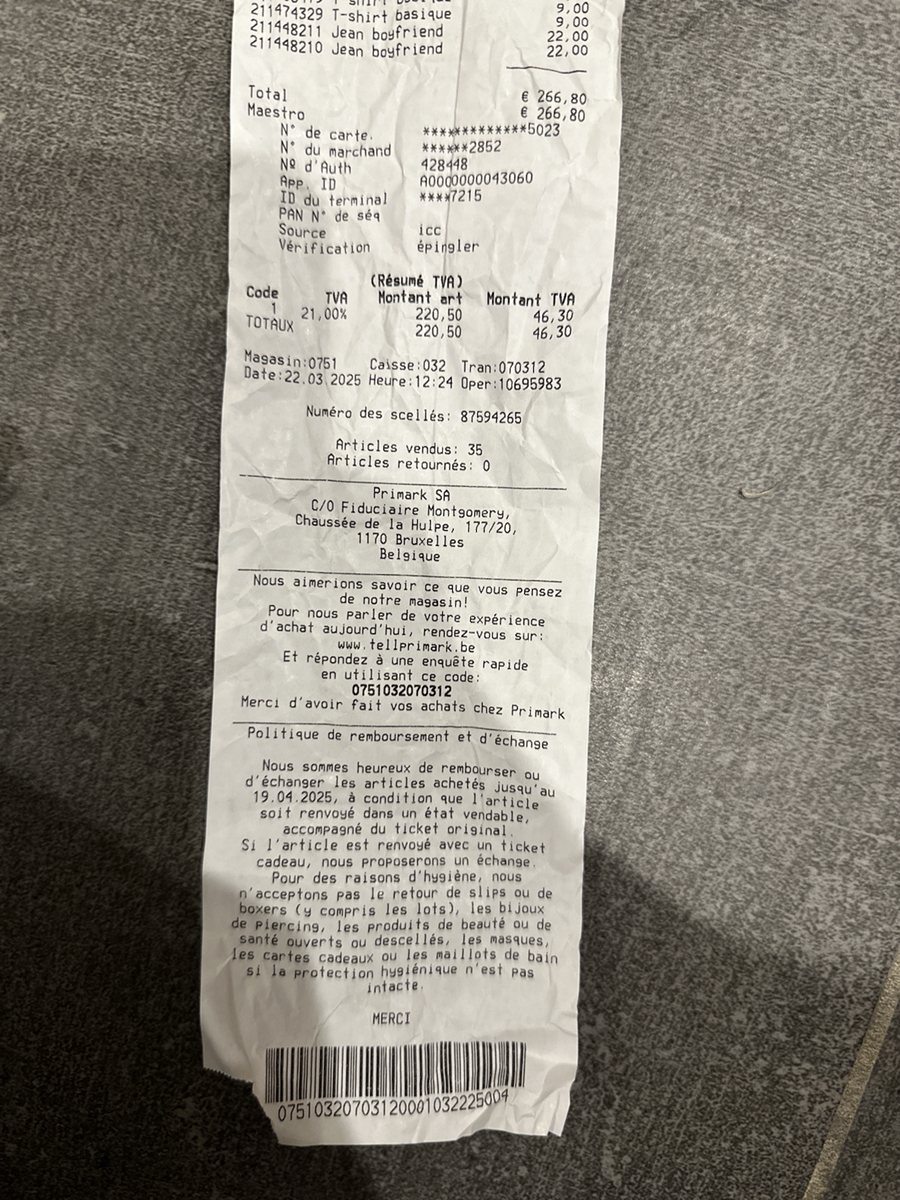 T-shirt basique 9,00
211474329 T-shirt basique 9,00
211448211 Jean boyfriend 22,00
211448210 Jean boyfriend 22,00
Total € 266,80
Maestro € 266,80
N° de carte. *************5023
N° du marchand ******2852
Nº d'Auth 428448
App. ID A0000000043060
ID du terminal ****7215
PAN N° de séq
Source icc
Vérification épingler
(Résumé TVA)
Code TVA Montant art Montant TVA
1 21,00% 220,50 46,30
TOTAUX 220,50 46,30
Magasin:0751 Caisse:032 Tran:070312
Date:22.03.2025 Heure:12:24 Oper:10695983
Numéro des scellés: 87594265
Articles vendus: 35
Articles retournés: 0
Primark SA
C/O Fiduciaire Montgomery,
Chaussée de la Hulpe, 177/20,
1170 Bruxelles
Belgique
Nous aimerions savoir ce que vous pensez
de notre magasin!
Pour nous parler de votre expérience
d'achat aujourd'hui, rendez-vous sur:
www.tellprimark.be
Et répondez à une enquête rapide
en utilisant ce code:
0751032070312
Merci d'avoir fait vos achats chez Primark
Politique de remboursement et d'échange
Nous sommes heureux de rembourser ou
d'échanger les articles achetés jusqu'au
19.04.2025, à condition que l'article
soit renvoyé dans un état vendable,
accompagné du ticket original.
Si l'article est renvoyé avec un ticket
cadeau, nous proposerons un échange.
Pour des raisons d'hygiène, nous
n'acceptons pas le retour de slips ou de
boxers (y compris les lots), les bijoux
de piercing, les produits de beauté ou de
santé ouverts ou descellés, les masques,
les cartes cadeaux ou les maillots de bain
si la protection hygiénique n'est pas
intacte.
MERCI
07510320703120001032225004